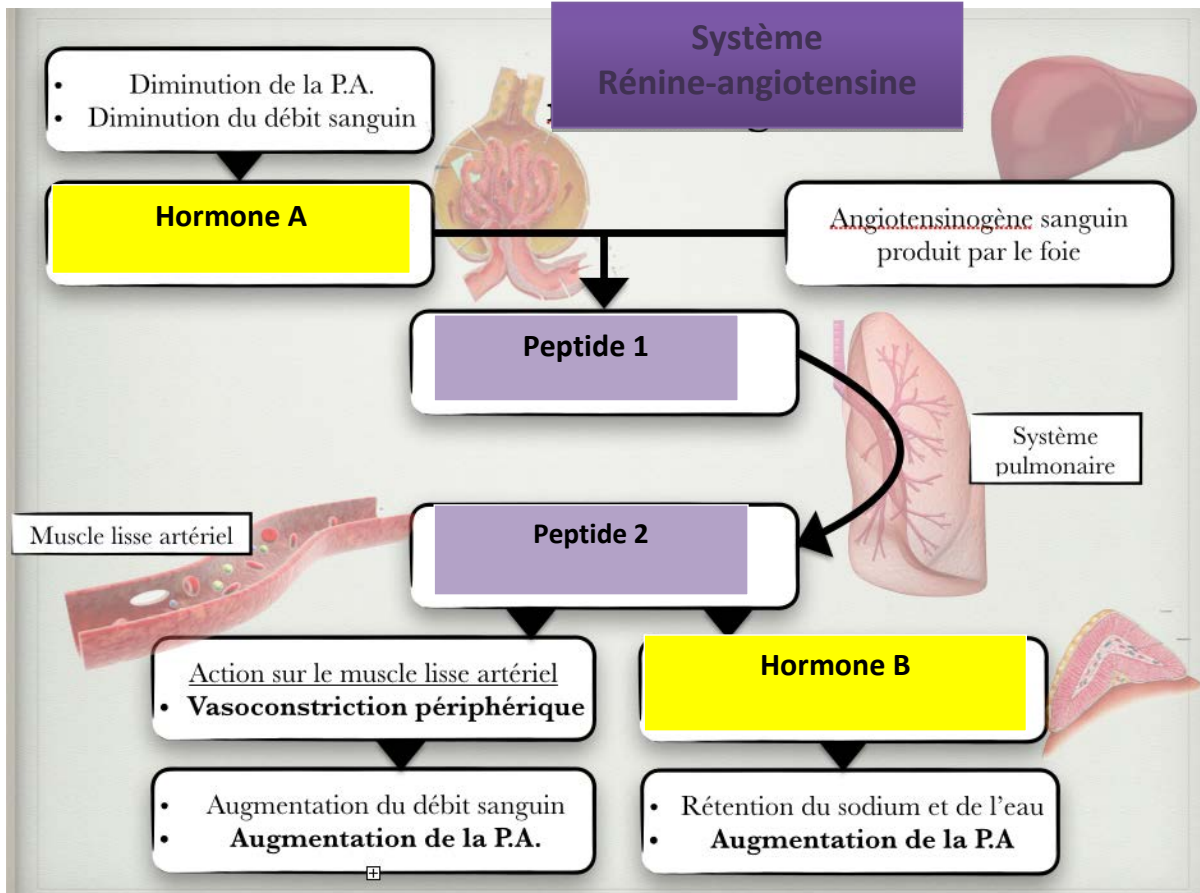 Système
Rénine-angiotensine
• Diminution de la P.A.
• Diminution du débit sanguin
Hormone A
Angiotensinogène sanguin
produit par le foie
Peptide 1
Système
pulmonaire
Muscle lisse artériel
Peptide 2
Action sur le muscle lisse artériel
• Vasoconstriction périphérique
Hormone B
• Augmentation du débit sanguin
• Augmentation de la P.A.
• Rétention du sodium et de l'eau
• Augmentation de la P.A